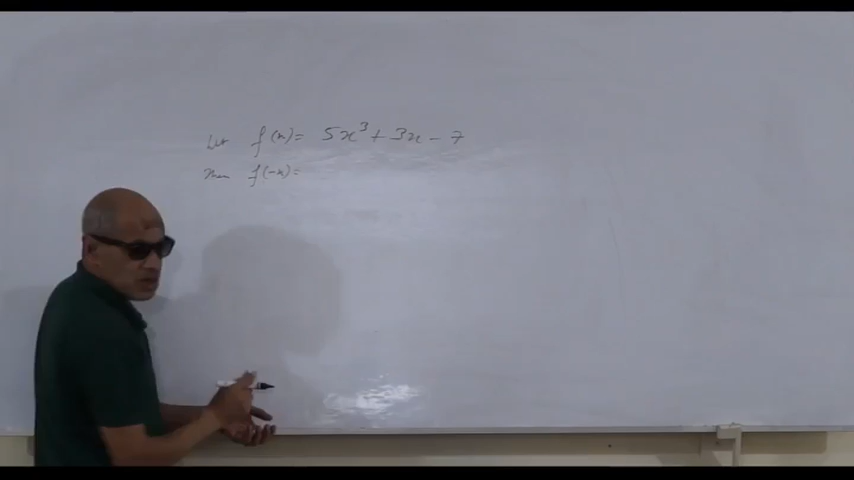 Let f(x) = 5x³ + 3x - 7
Then f(-x) =